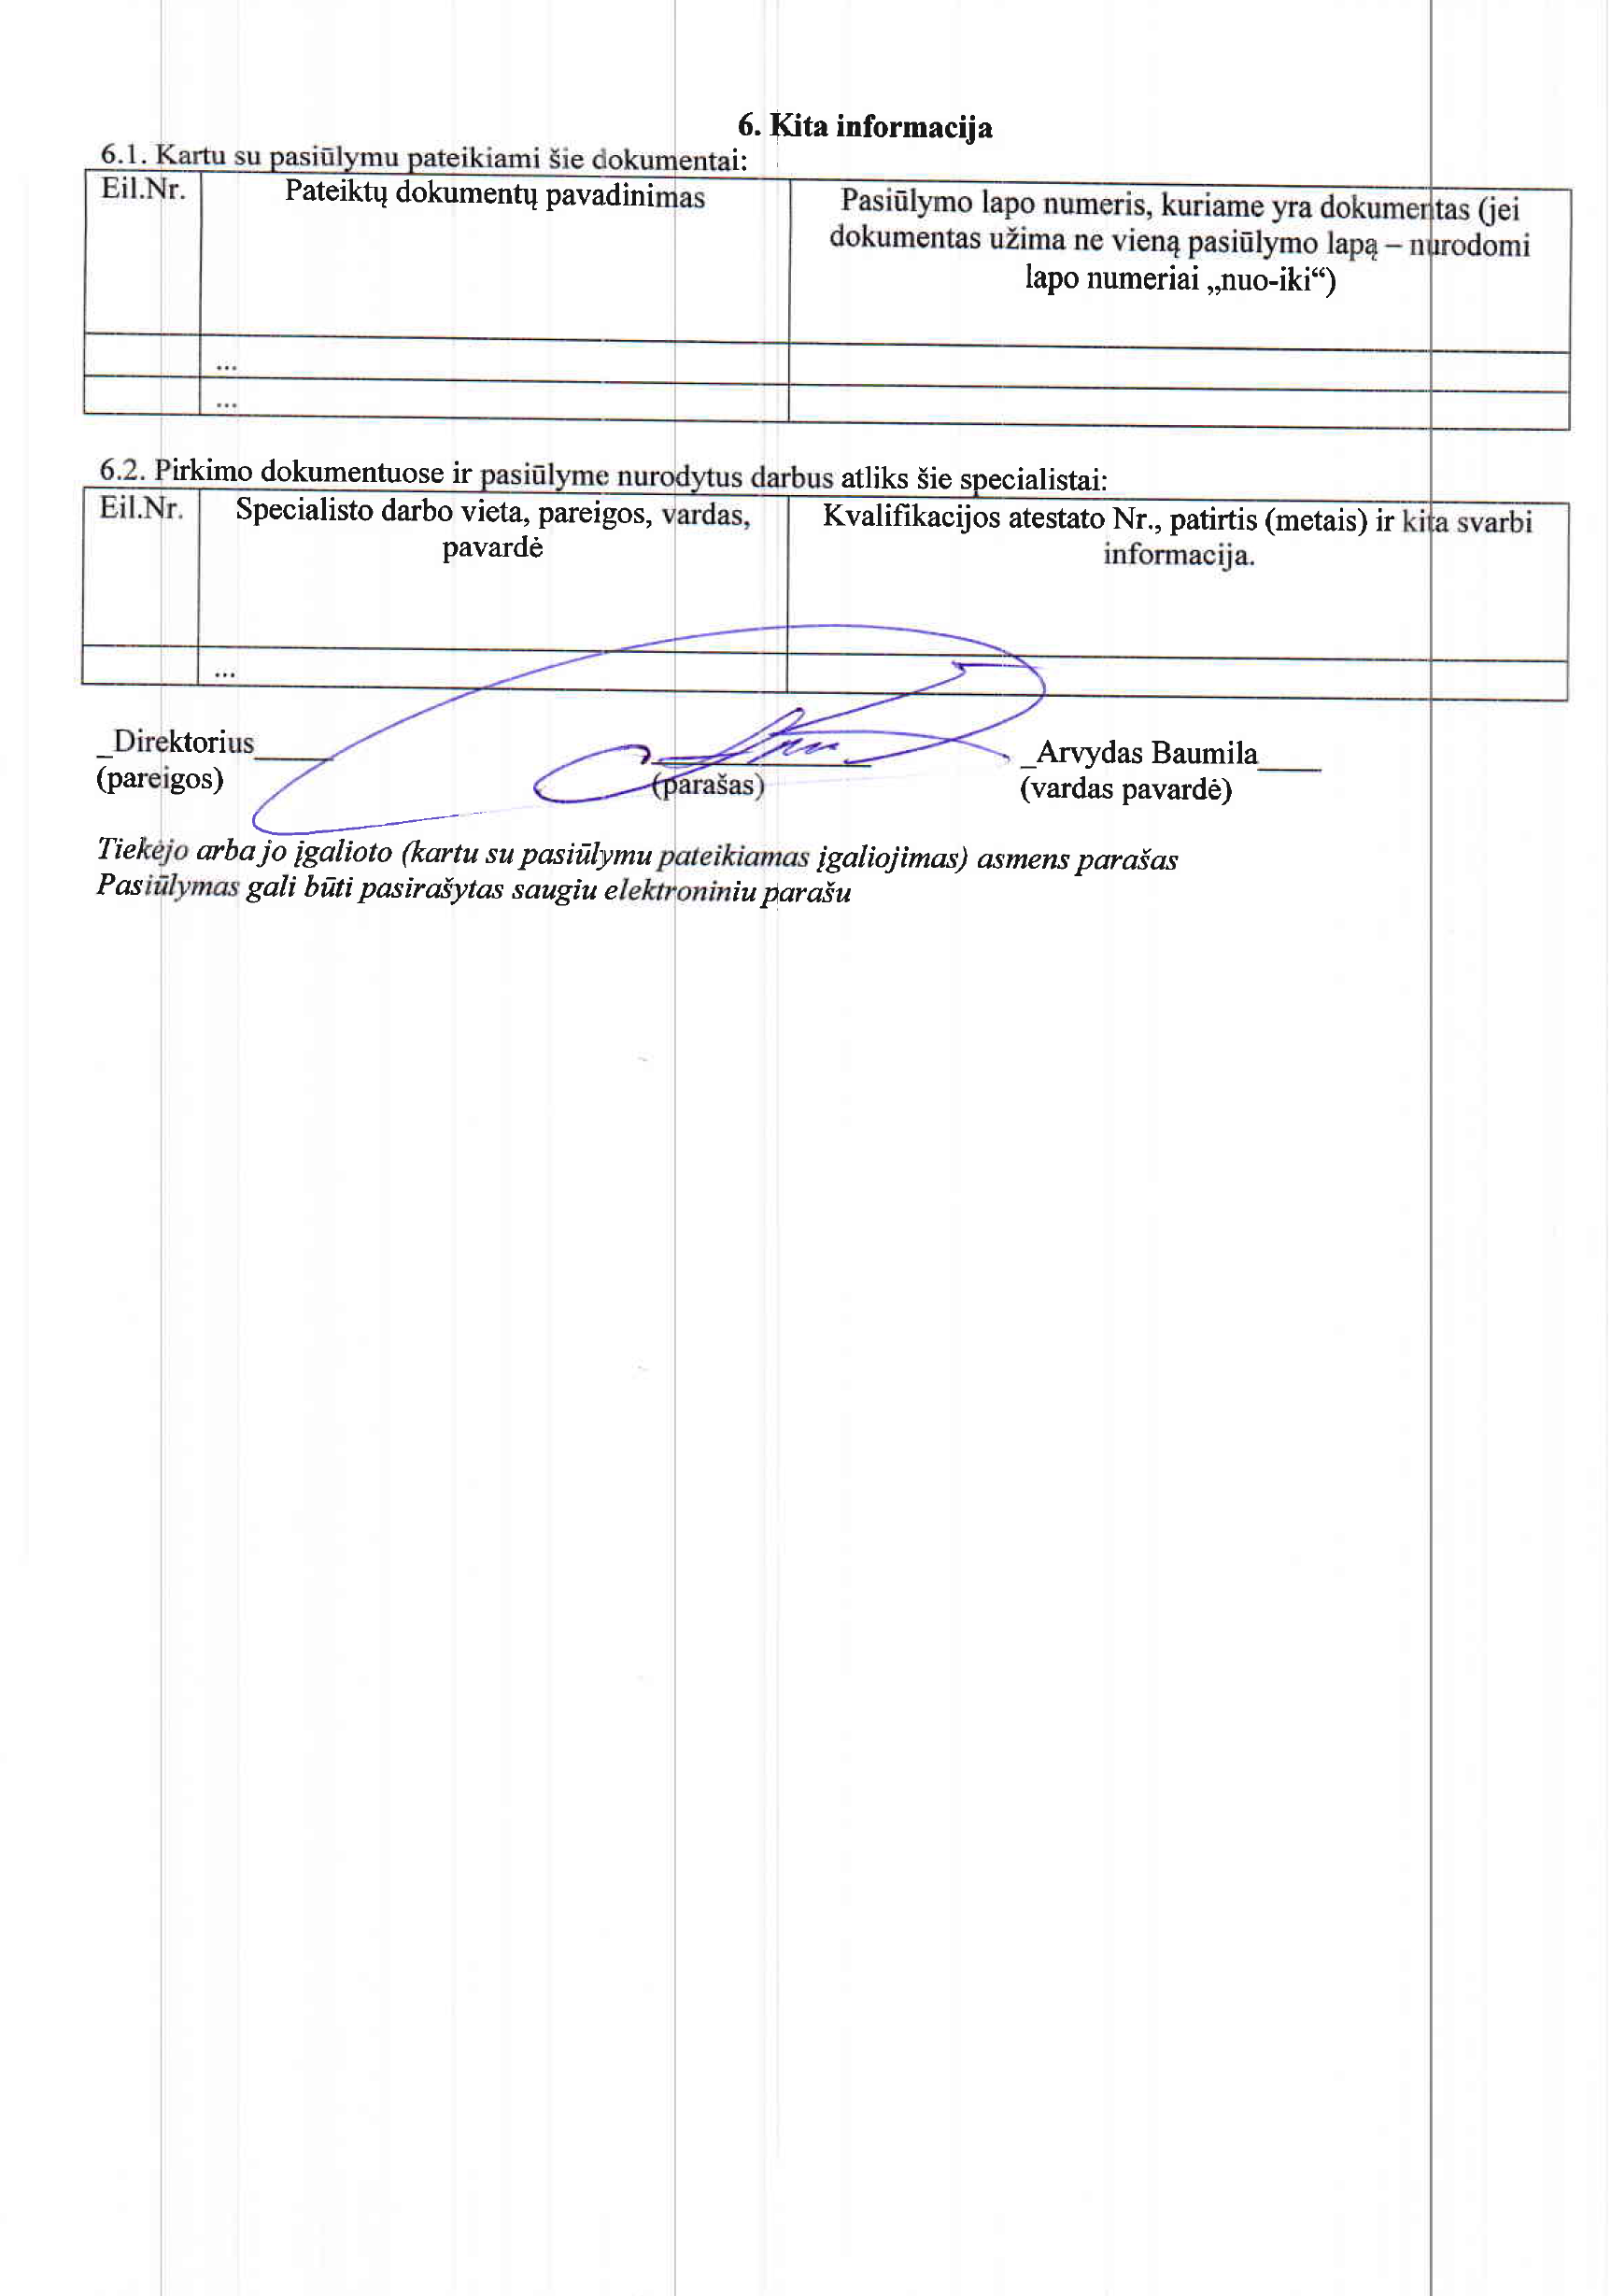 6. Kita informacija
6.1. Kartu su pasiūlymu pateikiami šie dokumentai:
Eil.Nr.
Pateiktų dokumentų pavadinimas
Pasiūlymo lapo numeris, kuriame yra dokumentas (jei
dokumentas užima ne vieną pasiūlymo lapą – nurodomi
lapo numeriai „nuo-iki“)
...
...
6.2. Pirkimo dokumentuose ir pasiūlyme nurodytus darbus atliks šie specialistai:
Eil.Nr.
Specialisto darbo vieta, pareigos, vardas,
pavardė
Kvalifikacijos atestato Nr., patirtis (metais) ir kita svarbi
informacija.
...
_Direktorius_____
(pareigos)
(parašas)
_Arvydas Baumila____
(vardas pavardė)
Tiekėjo arba jo įgalioto (kartu su pasiūlymu pateikiamas įgaliojimas) asmens parašas
Pasiūlymas gali būti pasirašytas saugiu elektroniniu parašu